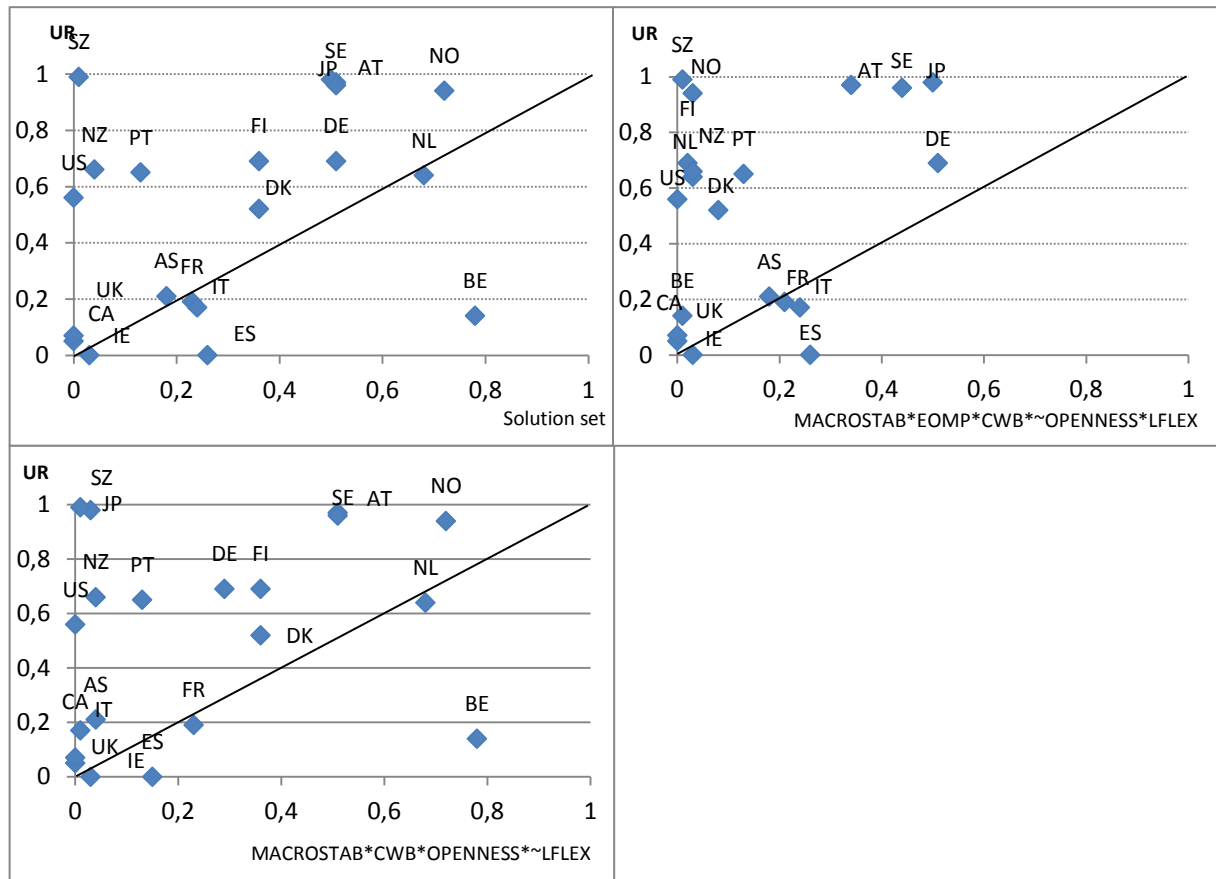 UR
SZ
SE
JP
AT
NO
1
0,8
NZ
PT
FI
DE
NL
US
0,6
DK
0,4
AS
FR
UK
IT
BE
0,2
CA
IE
ES
0
0 0,2 0,4 0,6 0,8 1
Solution set
UR
SZ
NO
AT
SE
JP
1
FI
0,8
NL
NZ
PT
DE
US
DK
0,6
0,4
AS
BE
FR
IT
0,2
CA
UK
IE
ES
0
0 0,2 0,4 0,6 0,8 1
MACROSTAB*EOMP*CWB*~OPENNESS*LFLEX
UR
SZ
JP
SE
AT
NO
1
0,8
NZ
PT
DE
FI
NL
US
0,6
DK
0,4
AS
CA
IT
FR
BE
0,2
UK
ES
IE
0
0 0,2 0,4 0,6 0,8 1
MACROSTAB*CWB*OPENNESS*~LFLEX